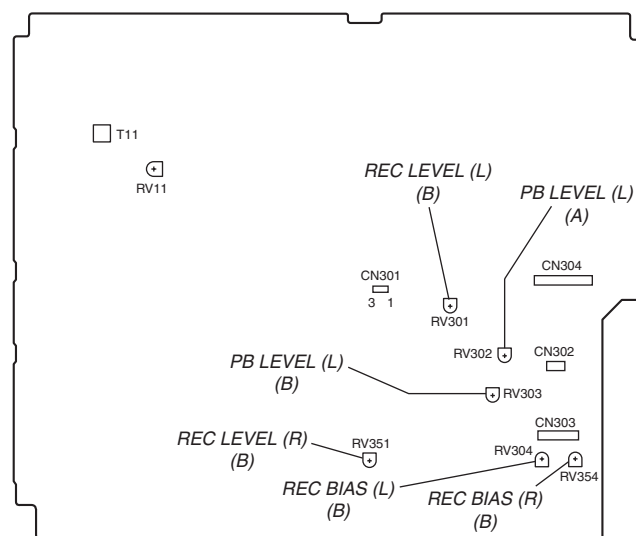 T11
RV11
REC LEVEL (L)
(B)
PB LEVEL (L)
(A)
CN301
3 1
CN304
RV301
RV302
CN302
PB LEVEL (L)
(B)
RV303
CN303
REC LEVEL (R)
(B)
RV351
RV304
RV354
REC BIAS (L)
(B)
REC BIAS (R)
(B)